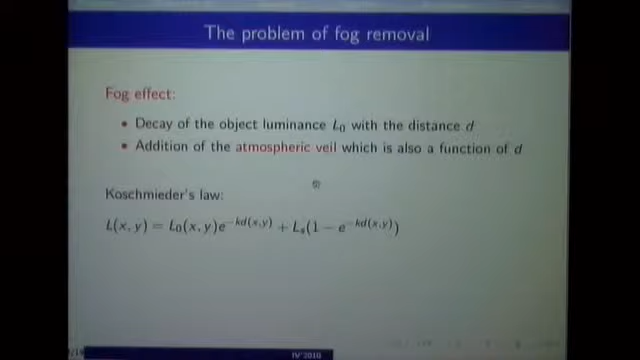 The problem of fog removal
Fog effect:
• Decay of the object luminance L₀ with the distance d
• Addition of the atmospheric veil which is also a function of d
Koschmieder's law:
L(x, y) = L₀(x, y)e^{-kd(x,y)} + Lₛ(1 − e^{-kd(x,y)})
IV'2010